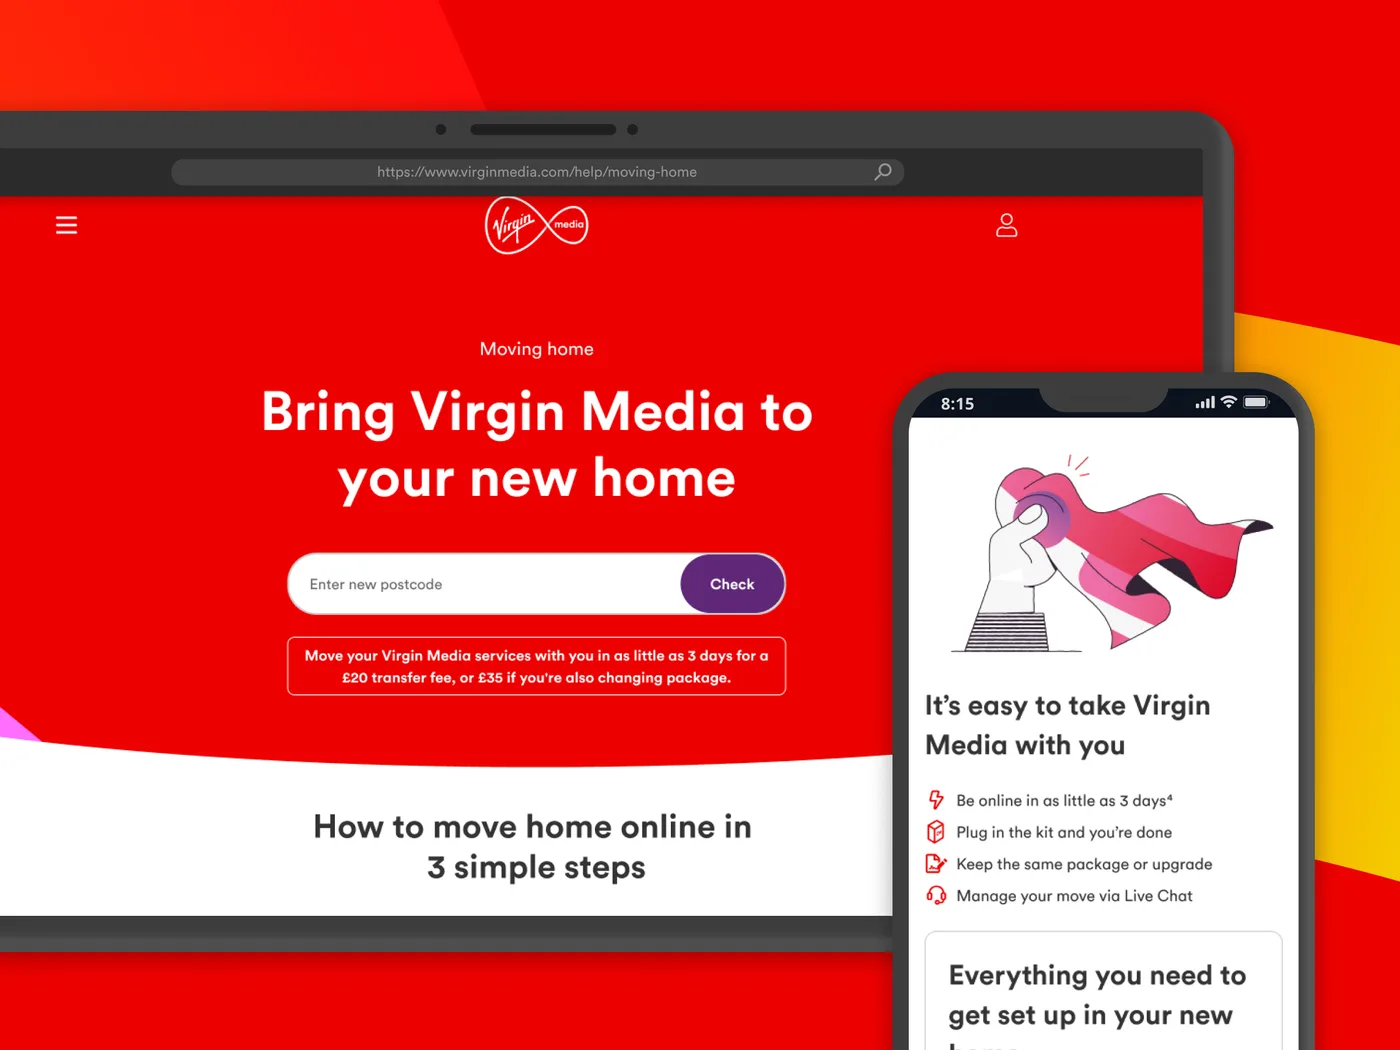 https://www.virginmedia.com/help/moving-home
Virgin media
Moving home
Bring Virgin Media to
your new home
Enter new postcode
Check
Move your Virgin Media services with you in as little as 3 days for a
£20 transfer fee, or £35 if you're also changing package.
How to move home online in
3 simple steps
8:15
It's easy to take Virgin
Media with you
Be online in as little as 3 days⁴
Plug in the kit and you're done
Keep the same package or upgrade
Manage your move via Live Chat
Everything you need to
get set up in your new